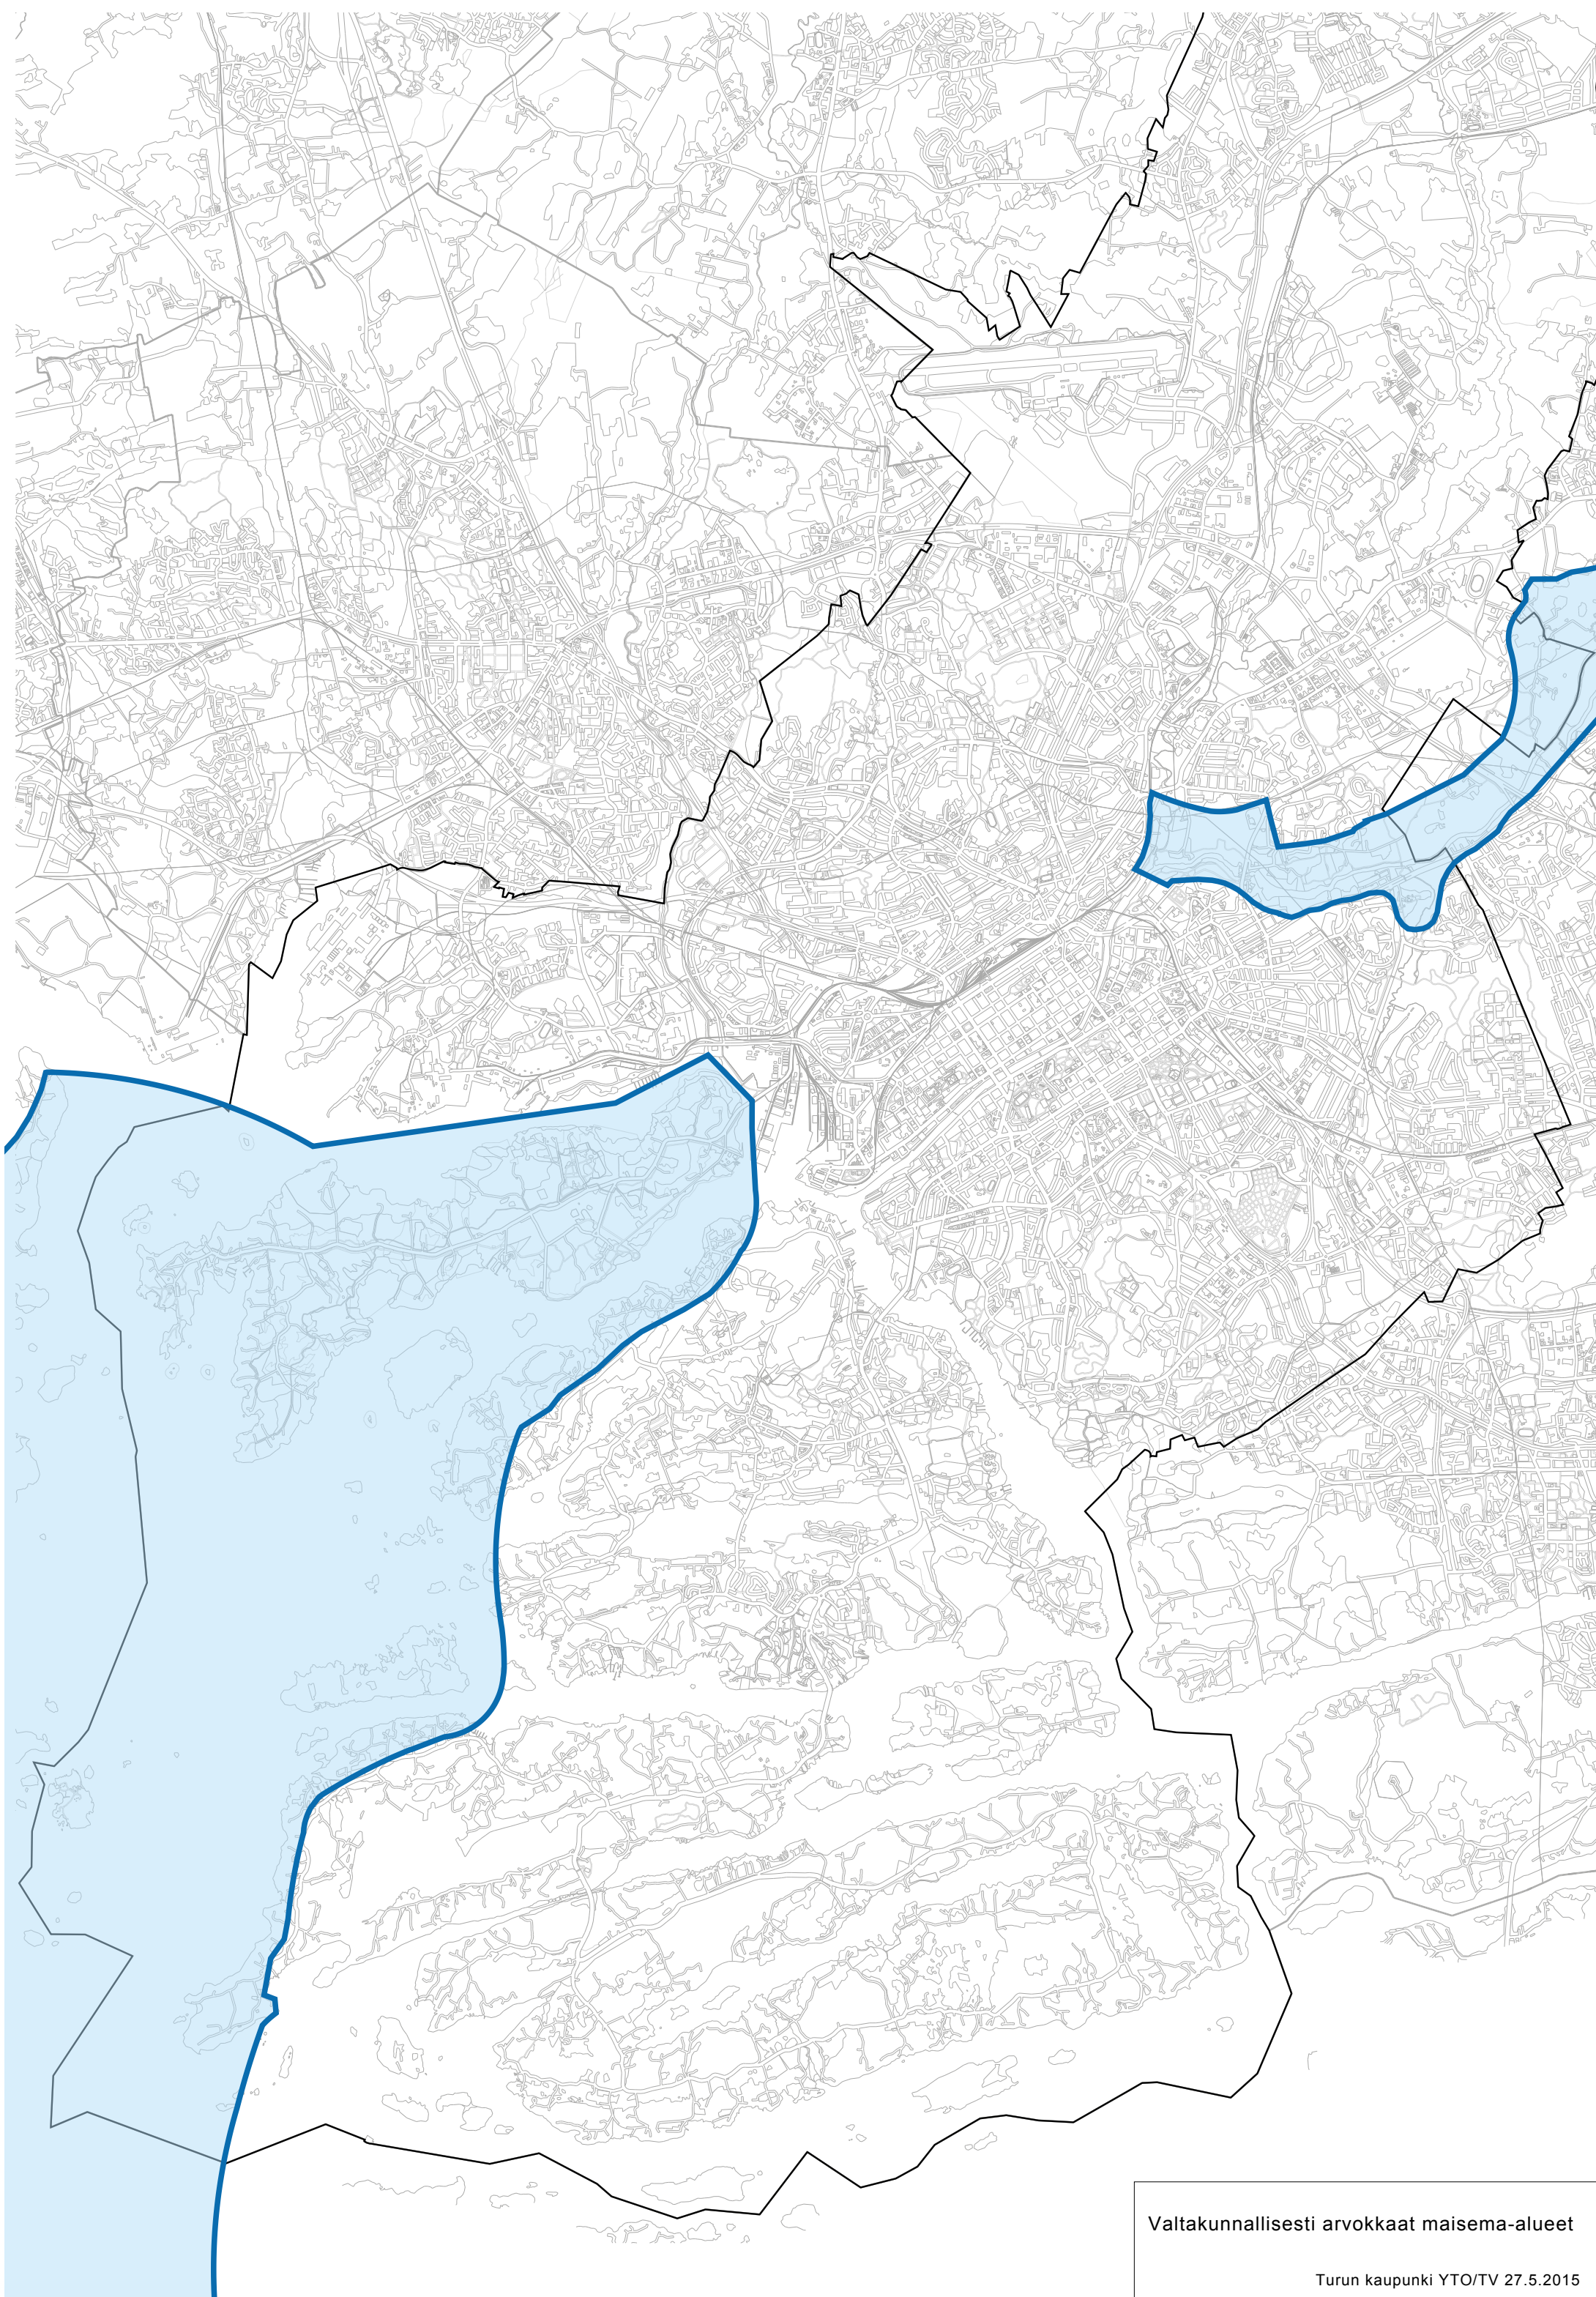 Valtakunnallisesti arvokkaat maisema-alueet
Turun kaupunki YTO/TV 27.5.2015